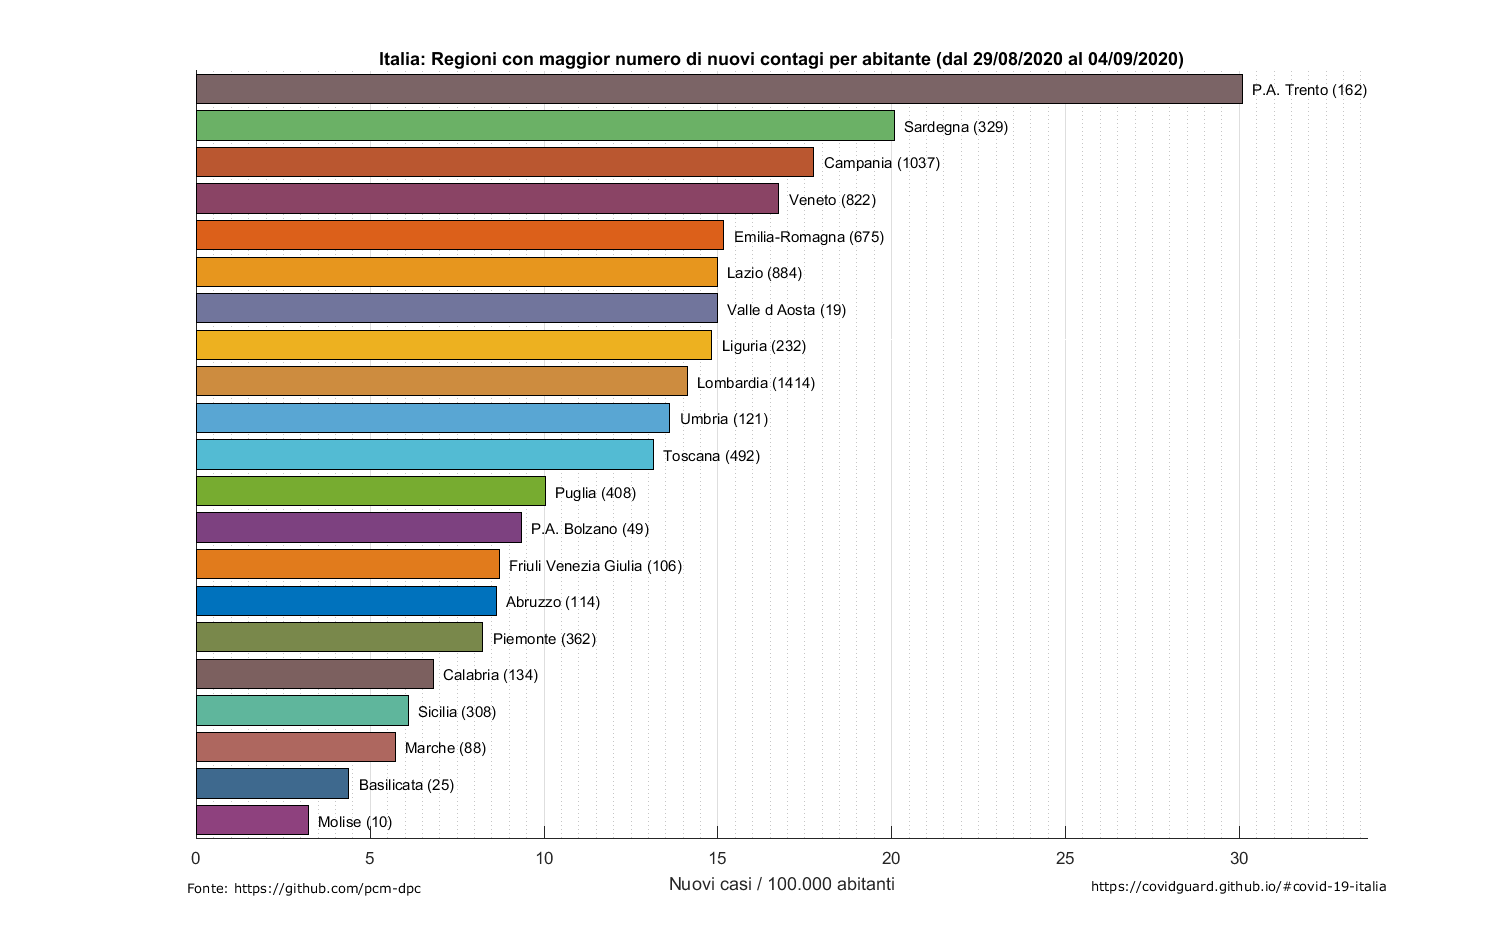 Italia: Regioni con maggior numero di nuovi contagi per abitante (dal 29/08/2020 al 04/09/2020)
P.A. Trento (162)
Sardegna (329)
Campania (1037)
Veneto (822)
Emilia-Romagna (675)
Lazio (884)
Valle d Aosta (19)
Liguria (232)
Lombardia (1414)
Umbria (121)
Toscana (492)
Puglia (408)
P.A. Bolzano (49)
Friuli Venezia Giulia (106)
Abruzzo (114)
Piemonte (362)
Calabria (134)
Sicilia (308)
Marche (88)
Basilicata (25)
Molise (10)
0 5 10 15 20 25 30
Nuovi casi / 100.000 abitanti
Fonte: https://github.com/pcm-dpc
https://covidguard.github.io/#covid-19-italia